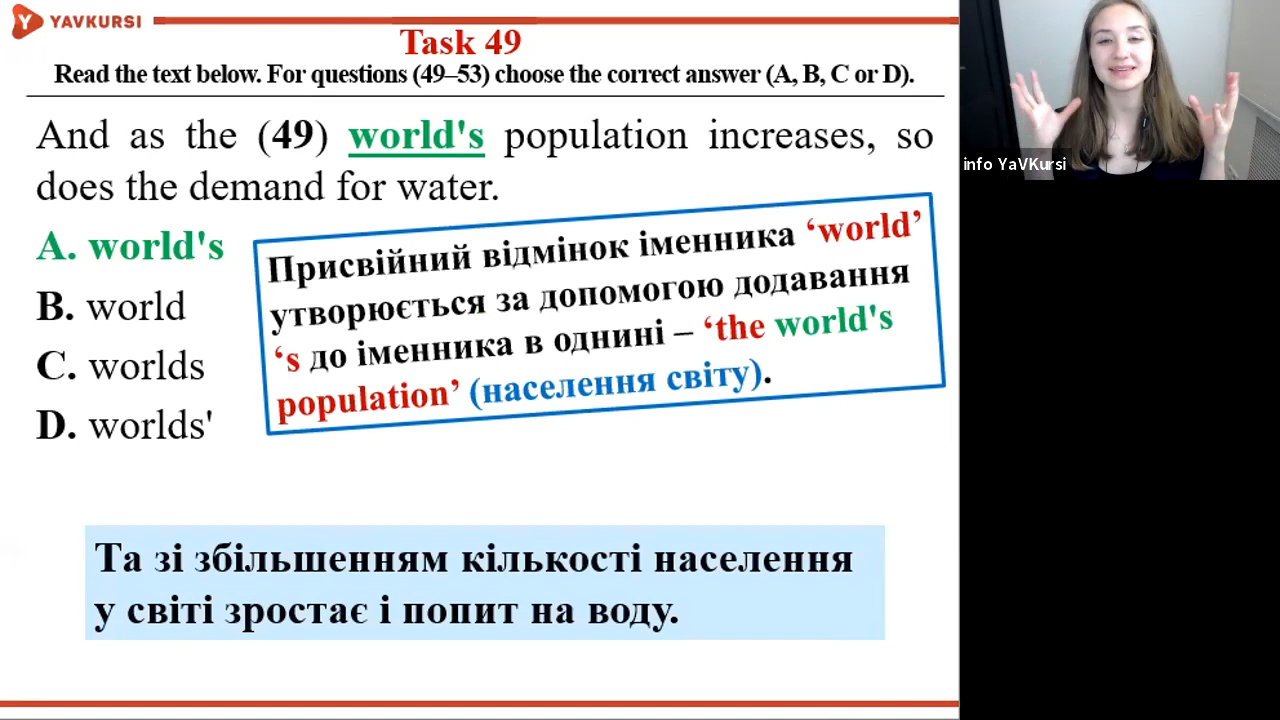 YAVKURSI
Task 49
Read the text below. For questions (49–53) choose the correct answer (A, B, C or D).
And as the (49) world's population increases, so
does the demand for water.
A. world's
B. world
C. worlds
D. worlds'
Присвійний відмінок іменника ‘world’
утворюється за допомогою додавання
‘s до іменника в однині – ‘the world's
population’ (населення світу).
Та зі збільшенням кількості населення
у світі зростає і попит на воду.
info YaVKursi